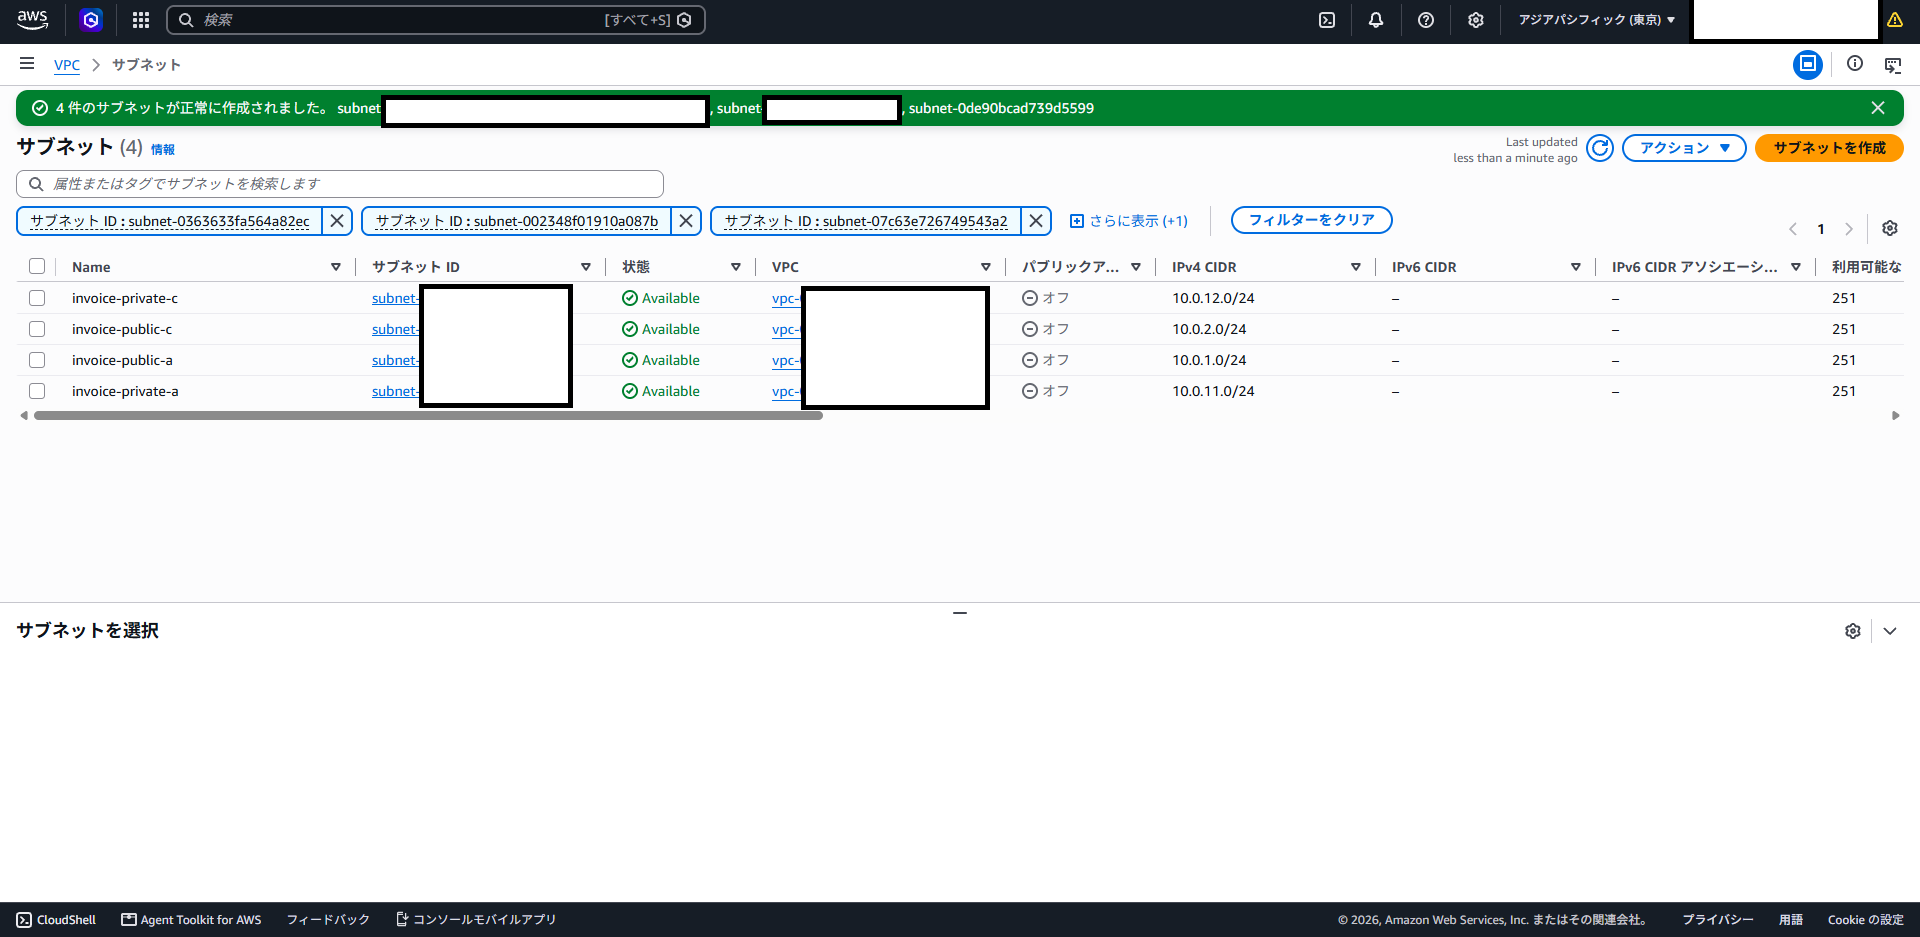 aws
検索 [すべて+S]
アジアパシフィック (東京)
VPC サブネット
4 件のサブネットが正常に作成されました。 subnet , subnet- , subnet-0de90bcad739d5599
サブネット (4) 情報
Last updated
less than a minute ago
アクション
サブネットを作成
属性またはタグでサブネットを検索します
サブネット ID : subnet-0363633fa564a82ec
サブネット ID : subnet-002348f01910a087b
サブネット ID : subnet-07c63e726749543a2
さらに表示 (+1)
フィルターをクリア
1
Name サブネット ID 状態 VPC パブリックア... IPv4 CIDR IPv6 CIDR IPv6 CIDR アソシエーシ... 利用可能な
invoice-private-c subnet- Available vpc- オフ 10.0.12.0/24 – – 251
invoice-public-c subnet- Available vpc- オフ 10.0.2.0/24 – – 251
invoice-public-a subnet- Available vpc- オフ 10.0.1.0/24 – – 251
invoice-private-a subnet- Available vpc- オフ 10.0.11.0/24 – – 251
サブネットを選択
CloudShell Agent Toolkit for AWS フィードバック コンソールモバイルアプリ © 2026, Amazon Web Services, Inc. またはその関連会社。 プライバシー 用語 Cookie の設定